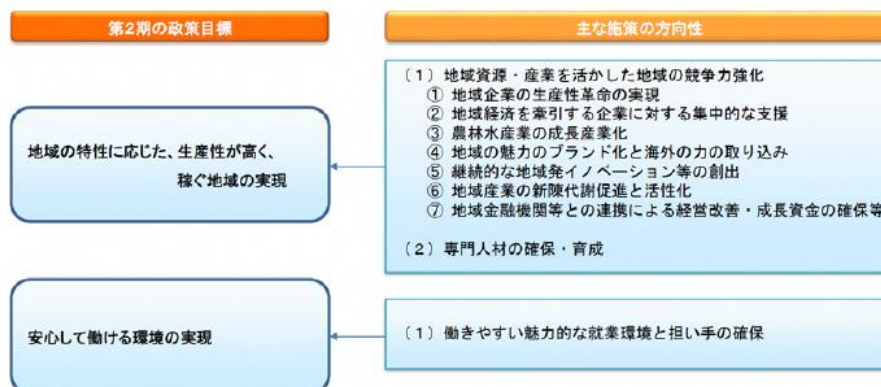 第2期の政策目標
主な施策の方向性
地域の特性に応じた、生産性が高く、
稼ぐ地域の実現
(1)地域資源・産業を活かした地域の競争力強化
① 地域企業の生産性革命の実現
② 地域経済を牽引する企業に対する集中的な支援
③ 農林水産業の成長産業化
④ 地域の魅力のブランド化と海外の力の取り込み
⑤ 継続的な地域発イノベーション等の創出
⑥ 地域産業の新陳代謝促進と活性化
⑦ 地域金融機関等との連携による経営改善・成長資金の確保等
(2)専門人材の確保・育成
安心して働ける環境の実現
(1)働きやすい魅力的な就業環境と担い手の確保